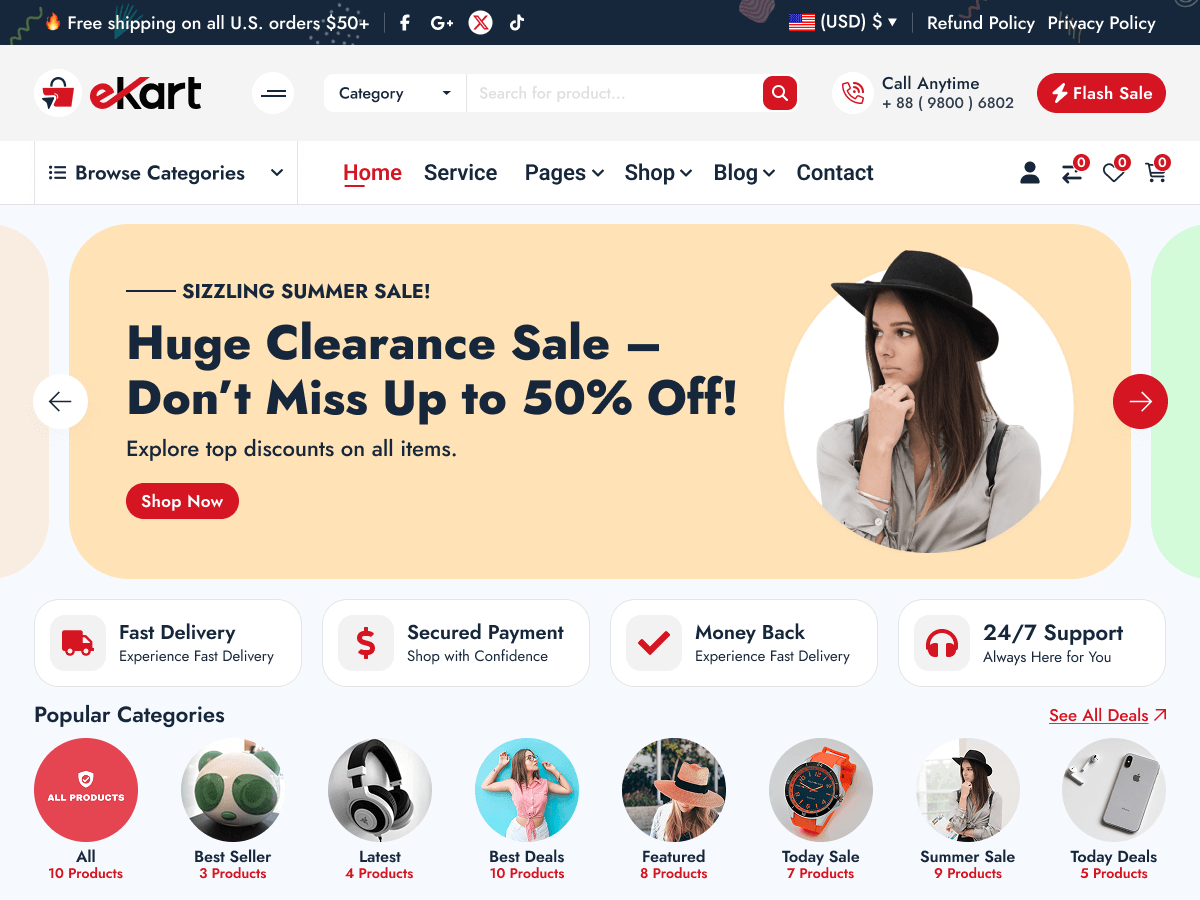 Free shipping on all U.S. orders $50+
(USD) $
Refund Policy
Privacy Policy
eKart
Category
Search for product...
Call Anytime
+ 88 ( 9800 ) 6802
Flash Sale
Browse Categories
Home
Service
Pages
Shop
Blog
Contact
0
0
0
SIZZLING SUMMER SALE!
Huge Clearance Sale –
Don't Miss Up to 50% Off!
Explore top discounts on all items.
Shop Now
Fast Delivery
Experience Fast Delivery
Secured Payment
Shop with Confidence
Money Back
Experience Fast Delivery
24/7 Support
Always Here for You
Popular Categories
See All Deals
ALL PRODUCTS
All
10 Products
Best Seller
3 Products
Latest
4 Products
Best Deals
10 Products
Featured
8 Products
Today Sale
7 Products
Summer Sale
9 Products
Today Deals
5 Products